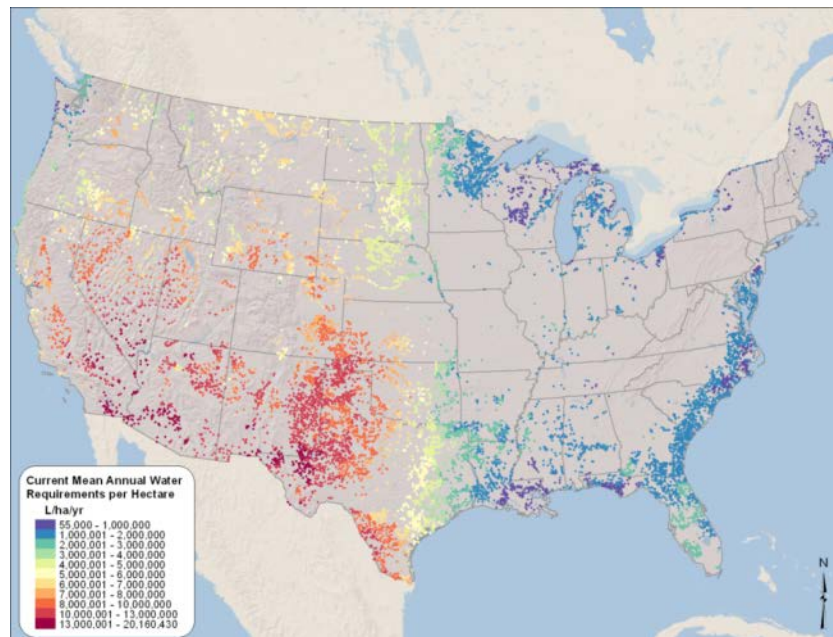 N
Current Mean Annual Water
Requirements per Hectare
L/ha/yr
55,000 - 1,000,000
1,000,001 - 2,000,000
2,000,001 - 3,000,000
3,000,001 - 4,000,000
4,000,001 - 5,000,000
5,000,001 - 6,000,000
6,000,001 - 7,000,000
7,000,001 - 8,000,000
8,000,001 - 10,000,000
10,000,001 - 13,000,000
13,000,001 - 20,160,430